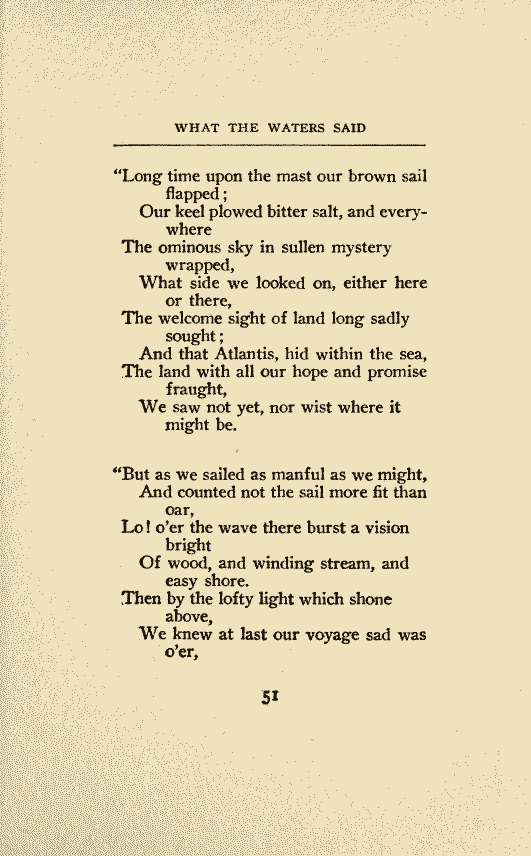 WHAT THE WATERS SAID
“Long time upon the mast our brown sail
flapped ;
Our keel plowed bitter salt, and every-
where
The ominous sky in sullen mystery
wrapped,
What side we looked on, either here
or there,
The welcome sight of land long sadly
sought ;
And that Atlantis, hid within the sea,
The land with all our hope and promise
fraught,
We saw not yet, nor wist where it
might be.
“But as we sailed as manful as we might,
And counted not the sail more fit than
oar,
Lo! o'er the wave there burst a vision
bright
Of wood, and winding stream, and
easy shore.
Then by the lofty light which shone
above,
We knew at last our voyage sad was
o'er,
51